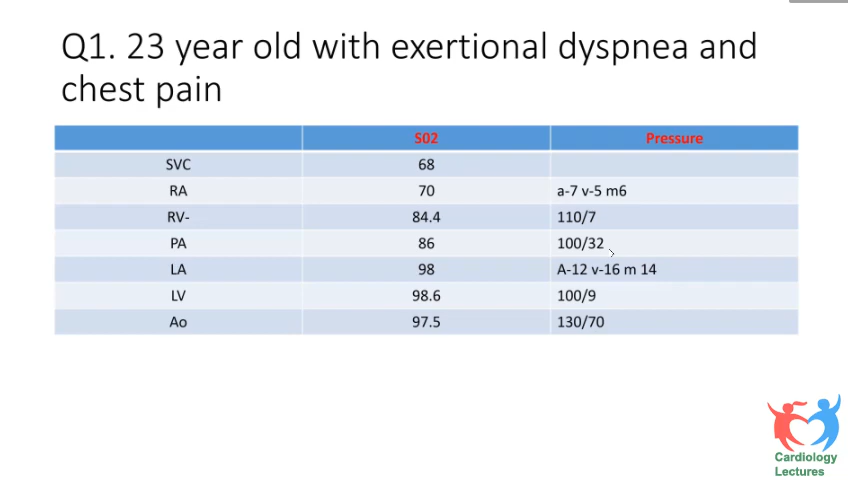 Q1. 23 year old with exertional dyspnea and
chest pain
S02 Pressure
SVC 68
RA 70 a-7 v-5 m6
RV- 84.4 110/7
PA 86 100/32
LA 98 A-12 v-16 m 14
LV 98.6 100/9
Ao 97.5 130/70
Cardiology
Lectures